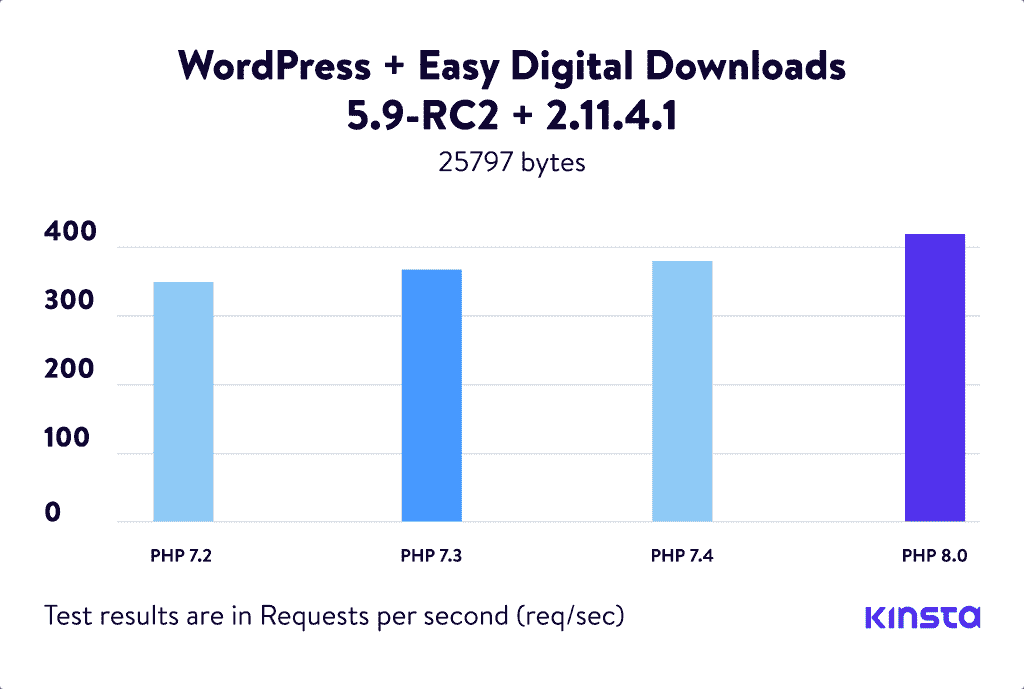 WordPress + Easy Digital Downloads
5.9-RC2 + 2.11.4.1
25797 bytes
400
300
200
100
0
PHP 7.2
PHP 7.3
PHP 7.4
PHP 8.0
Test results are in Requests per second (req/sec)
KINSTA